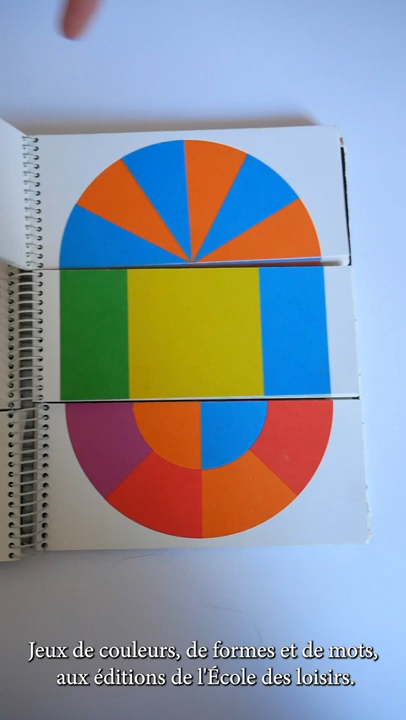 Jeux de couleurs, de formes et de mots,
aux éditions de l'École des loisirs.